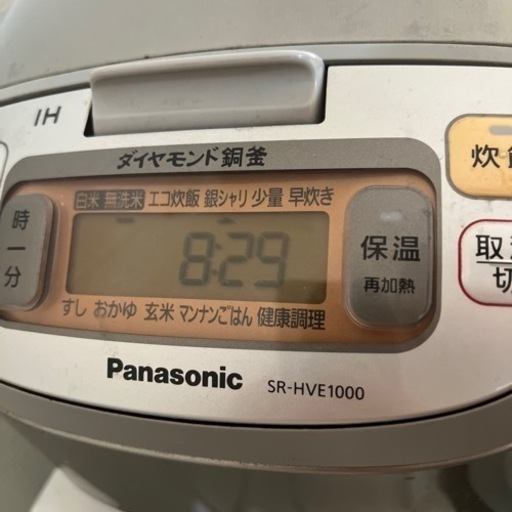 IH
ダイヤモンド銅釜
白米 無洗米 エコ炊飯 銀シャリ 少量 早炊き
時
分
8:29
保温
再加熱
炊飯
取消
切
すし おかゆ 玄米 マンナンごはん 健康調理
Panasonic SR-HVE1000